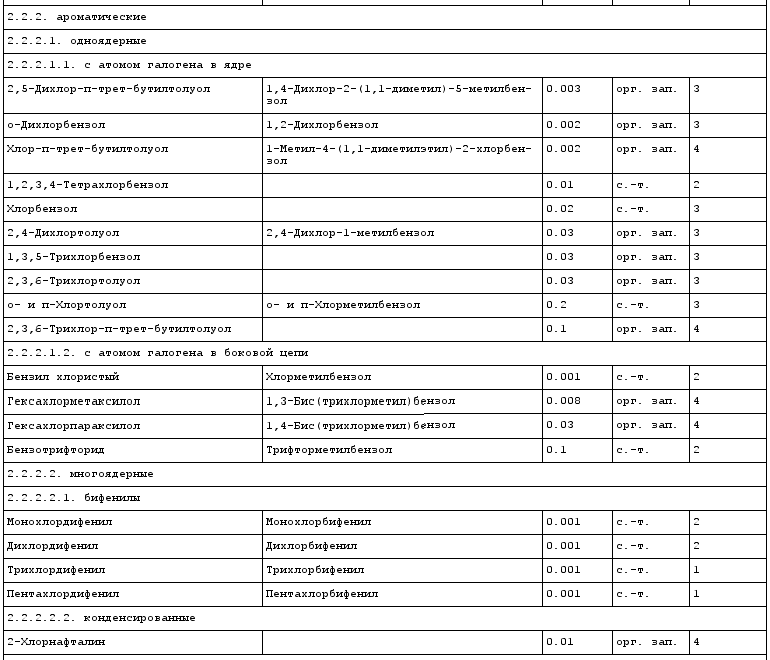 2.2.2. ароматические
2.2.2.1. одноядерные
2.2.2.1.1. с атомом галогена в ядре
2,5-Дихлор-п-трет-бутилтолуол 1,4-Дихлор-2-(1,1-диметил)-5-метилбен- 0.003 орг. зап. 3
зол
о-Дихлорбензол 1,2-Дихлорбензол 0.002 орг. зап. 3
Хлор-п-трет-бутилтолуол 1-Метил-4-(1,1-диметилэтил)-2-хлорбен- 0.002 орг. зап. 4
зол
1,2,3,4-Тетрахлорбензол 0.01 с.-т. 2
Хлорбензол 0.02 с.-т. 3
2,4-Дихлортолуол 2,4-Дихлор-1-метилбензол 0.03 орг. зап. 3
1,3,5-Трихлорбензол 0.03 орг. зап. 3
2,3,6-Трихлортолуол 0.03 орг. зап. 3
о- и п-Хлортолуол о- и п-Хлорметилбензол 0.2 с.-т. 3
2,3,6-Трихлор-п-трет-бутилтолуол 0.1 орг. зап. 4
2.2.2.1.2. с атомом галогена в боковой цепи
Бензил хлористый Хлорметилбензол 0.001 с.-т. 2
Гексахлорметаксилол 1,3-Бис(трихлорметил)бензол 0.008 орг. зап. 4
Гексахлорпараксилол 1,4-Бис(трихлорметил)бензол 0.03 орг. зап. 4
Бензотрифторид Трифторметилбензол 0.1 с.-т. 2
2.2.2.2. многоядерные
2.2.2.2.1. бифенилы
Монохлордифенил Монохлорбифенил 0.001 с.-т. 2
Дихлордифенил Дихлорбифенил 0.001 с.-т. 2
Трихлордифенил Трихлорбифенил 0.001 с.-т. 1
Пентахлордифенил Пентахлорбифенил 0.001 с.-т. 1
2.2.2.2.2. конденсированные
2-Хлорнафталин 0.01 орг. зап. 4